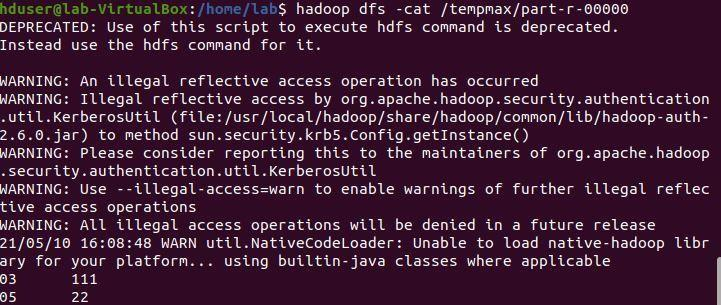 hduser@lab-VirtualBox:/home/lab$ hadoop dfs -cat /tempmax/part-r-00000
DEPRECATED: Use of this script to execute hdfs command is deprecated.
Instead use the hdfs command for it.

WARNING: An illegal reflective access operation has occurred
WARNING: Illegal reflective access by org.apache.hadoop.security.authentication
.util.KerberosUtil (file:/usr/local/hadoop/share/hadoop/common/lib/hadoop-auth-
2.6.0.jar) to method sun.security.krb5.Config.getInstance()
WARNING: Please consider reporting this to the maintainers of org.apache.hadoop
.security.authentication.util.KerberosUtil
WARNING: Use --illegal-access=warn to enable warnings of further illegal reflec
tive access operations
WARNING: All illegal access operations will be denied in a future release
21/05/10 16:08:48 WARN util.NativeCodeLoader: Unable to load native-hadoop libr
ary for your platform... using builtin-java classes where applicable
03      111
05      22